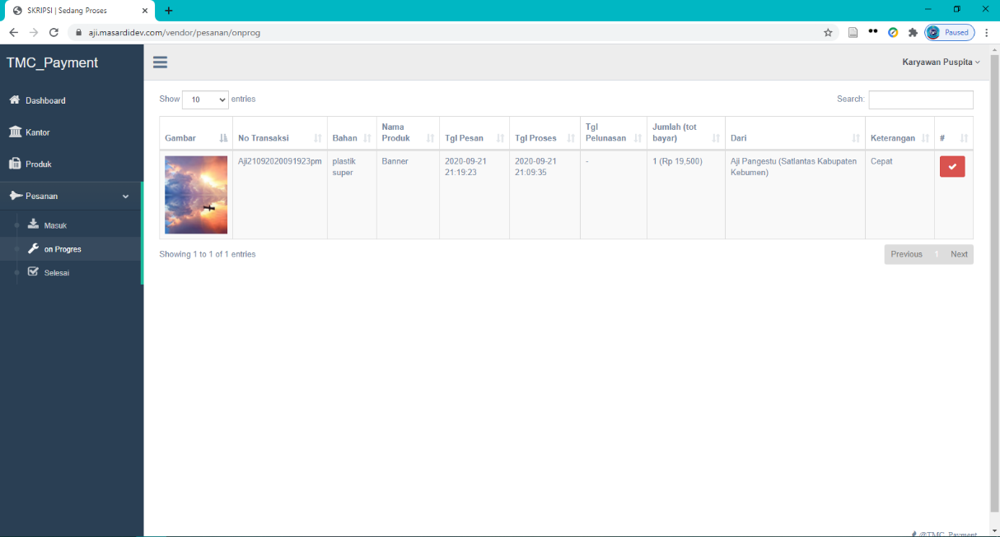 SKRIPSI | Sedang Proses
aji.masardidev.com/vendor/pesanan/onprog
Paused
TMC_Payment
Karyawan Puspita
Dashboard
Kantor
Produk
Pesanan
Masuk
on Progres
Selesai
Show 10 entries
Search:
Gambar No Transaksi Bahan Nama Produk Tgl Pesan Tgl Proses Tgl Pelunasan Jumlah (tot bayar) Dari Keterangan #
Aji21092020091923pm plastik super Banner 2020-09-21 21:19:23 2020-09-21 21:09:35 - 1 (Rp 19,500) Aji Pangestu (Satlantas Kabupaten Kebumen) Cepat
Showing 1 to 1 of 1 entries
Previous 1 Next
@TMC_Payment